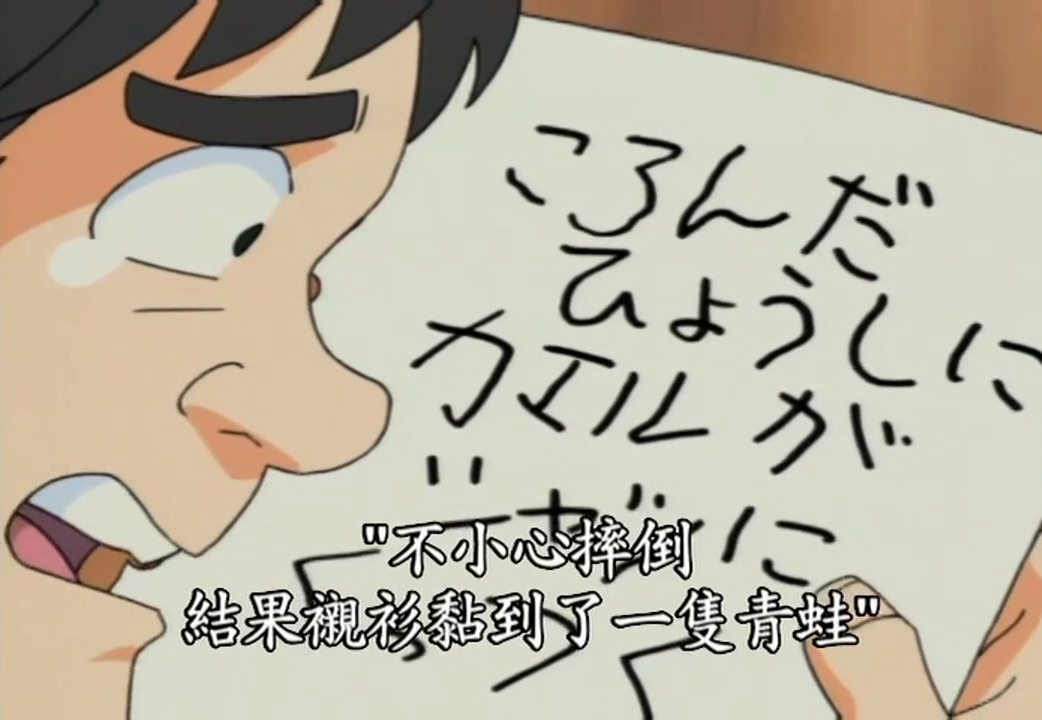 ころんだ
ひょうしに
カエルが
"不小心摔倒
結果襯衫黏到了一隻青蛙"